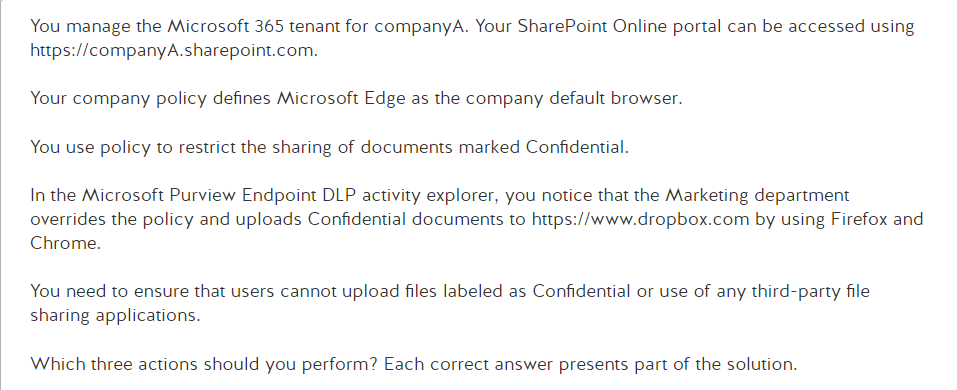 You manage the Microsoft 365 tenant for companyA. Your SharePoint Online portal can be accessed using
https://companyA.sharepoint.com.
Your company policy defines Microsoft Edge as the company default browser.
You use policy to restrict the sharing of documents marked Confidential.
In the Microsoft Purview Endpoint DLP activity explorer, you notice that the Marketing department
overrides the policy and uploads Confidential documents to https://www.dropbox.com by using Firefox and
Chrome.
You need to ensure that users cannot upload files labeled as Confidential or use of any third-party file
sharing applications.
Which three actions should you perform? Each correct answer presents part of the solution.